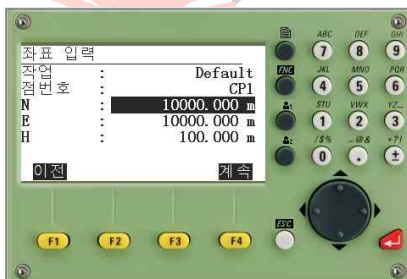 좌표 입력
작업 : Default
점번호 : CP1
N : 10000.000 m
E : 10000.000 m
H : 100.000 m
이전 계속
ABC DEF GHI
7 8 9
FNC JKL MNO PQR
4 5 6
STU VWX YZ_
1 2 3
/$% _@& *?!
0 . ±
ESC
F1 F2 F3 F4